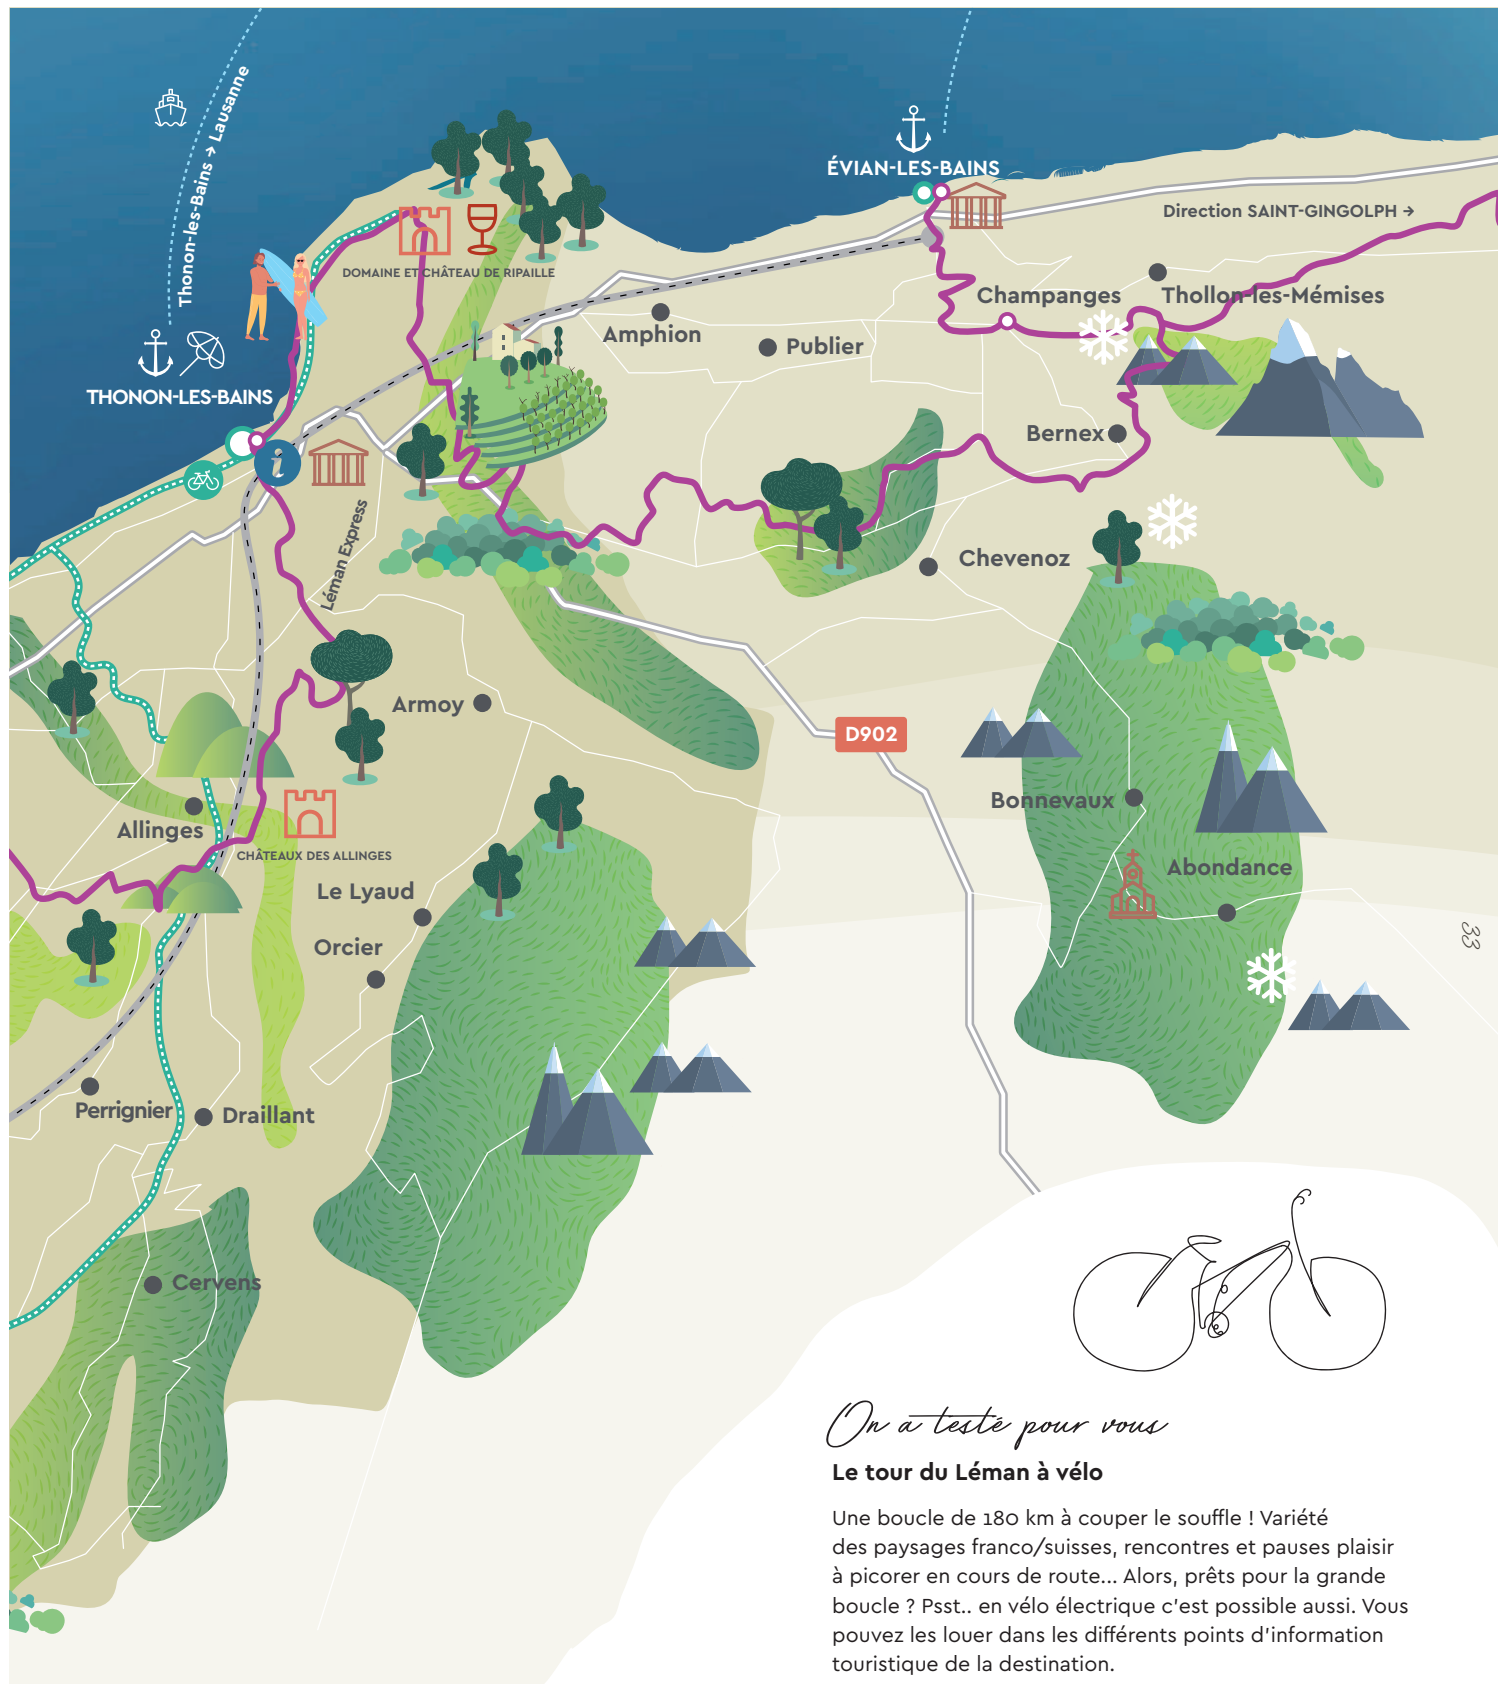 Thonon-les-Bains → Lausanne
ÉVIAN-LES-BAINS
Direction SAINT-GINGOLPH →
DOMAINE ET CHÂTEAU DE RIPAILLE
Champanges
Thollon-les-Mémises
Amphion
Publier
THONON-LES-BAINS
i
Bernex
Léman Express
Chevenoz
Armoy
D902
Allinges
Bonnevaux
CHÂTEAUX DES ALLINGES
Abondance
Le Lyaud
Orcier
33
Perrignier
Draillant
Cervens
On a testé pour vous
Le tour du Léman à vélo
Une boucle de 180 km à couper le souffle ! Variété
des paysages franco/suisses, rencontres et pauses plaisir
à picorer en cours de route... Alors, prêts pour la grande
boucle ? Psst.. en vélo électrique c'est possible aussi. Vous
pouvez les louer dans les différents points d'information
touristique de la destination.